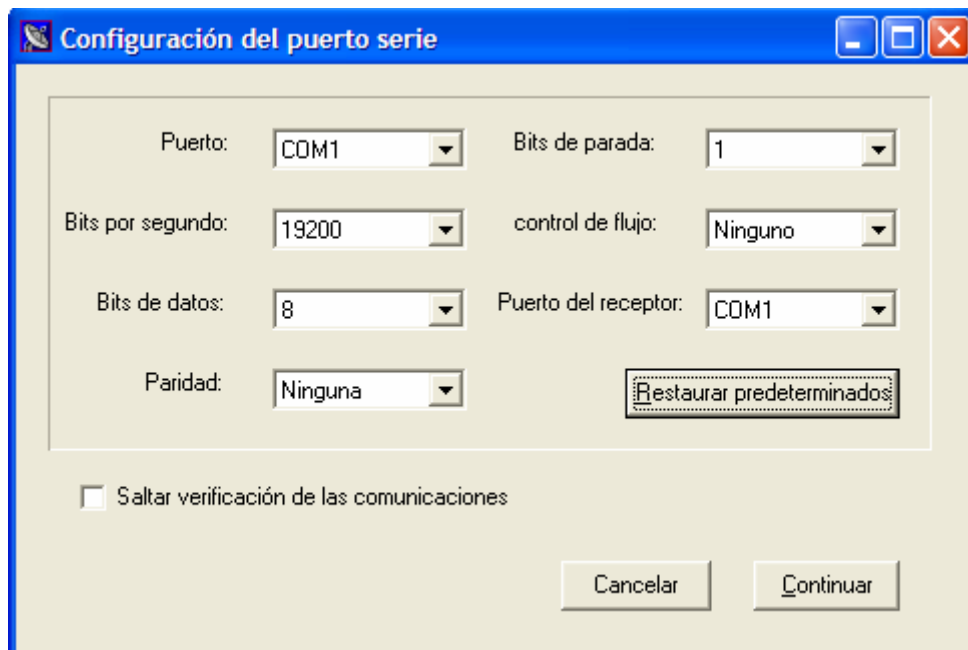 Configuración del puerto serie
Puerto: COM1 Bits de parada: 1
Bits por segundo: 19200 control de flujo: Ninguno
Bits de datos: 8 Puerto del receptor: COM1
Paridad: Ninguna Restaurar predeterminados
Saltar verificación de las comunicaciones
Cancelar Continuar